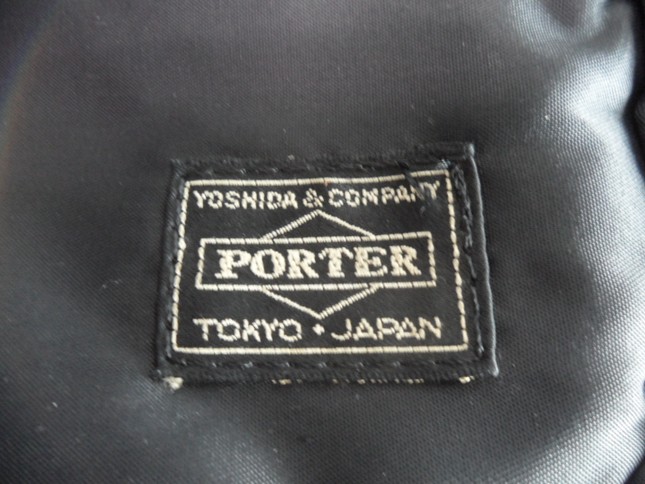 YOSHIDA & COMPANY
PORTER
TOKYO • JAPAN